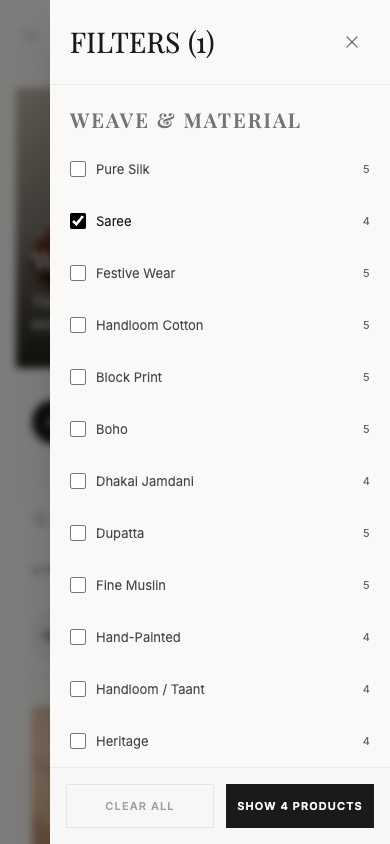 FILTERS (1)
WEAVE & MATERIAL
Pure Silk 5
Saree 4
Festive Wear 5
Handloom Cotton 5
Block Print 5
Boho 5
Dhakai Jamdani 4
Dupatta 5
Fine Muslin 5
Hand-Painted 4
Handloom / Taant 4
Heritage 4
CLEAR ALL SHOW 4 PRODUCTS